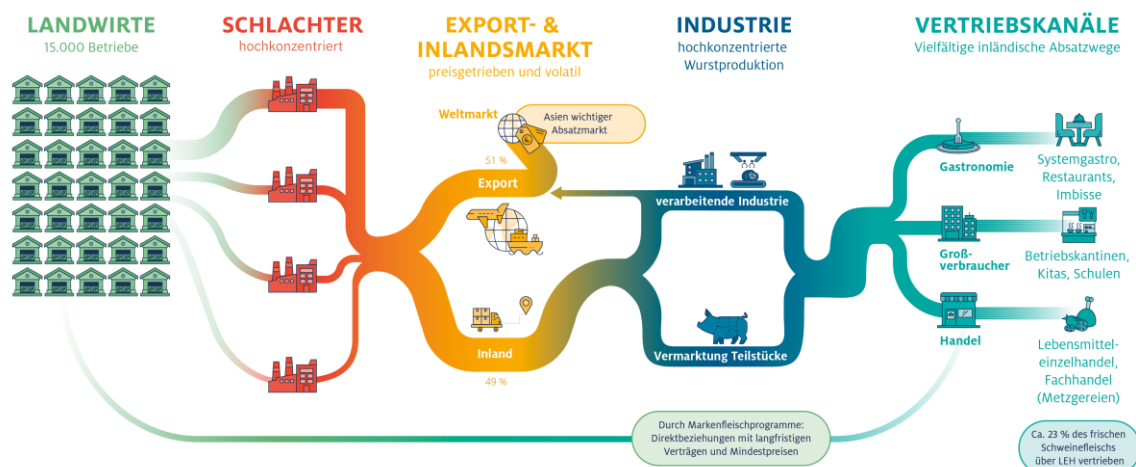 LANDWIRTE
15.000 Betriebe
SCHLACHTER
hochkonzentriert
EXPORT- &
INLANDSMARKT
preisgetrieben und volatil
INDUSTRIE
hochkonzentrierte
Wurstproduktion
VERTRIEBSKANÄLE
Vielfältige inländische Absatzwege
Weltmarkt
Asien wichtiger
Absatzmarkt
51 %
Export
Inland
49 %
verarbeitende Industrie
Vermarktung Teilstücke
Gastronomie
Systemgastro,
Restaurants,
Imbisse
Groß-
verbraucher
Betriebskantinen,
Kitas, Schulen
Handel
Lebensmittel-
einzelhandel,
Fachhandel
(Metzgereien)
Durch Markenfleischprogramme:
Direktbeziehungen mit langfristigen
Verträgen und Mindestpreisen
Ca. 23 % des frischen
Schweinefleischs
über LEH vertrieben